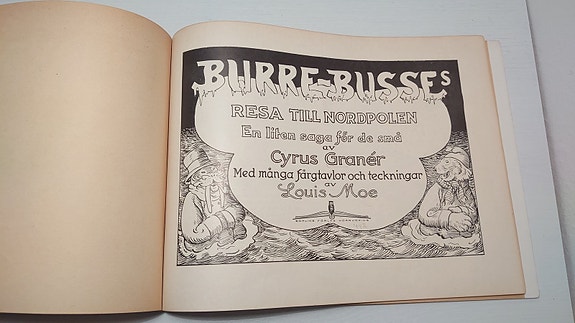 BURRE-BUSSEs
RESA TILL NORDPOLEN
En liten saga för de små
av
Cyrus Granér
Med många färgtavlor och teckningar
av
Louis Moe